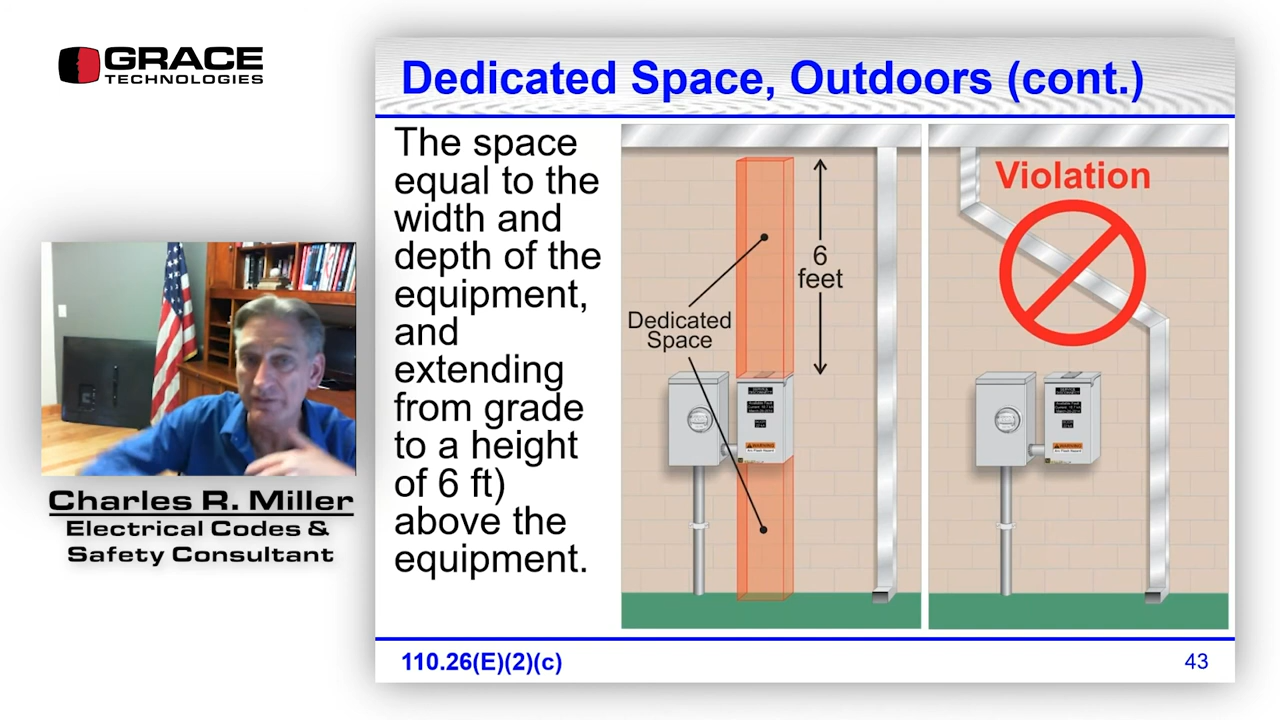 GRACE
TECHNOLOGIES
Dedicated Space, Outdoors (cont.)
The space
equal to the
width and
depth of the
equipment,
and
extending
from grade
to a height
of 6 ft)
above the
equipment.
6
feet
Dedicated
Space
Violation
Charles R. Miller
Electrical Codes &
Safety Consultant
110.26(E)(2)(c)
43